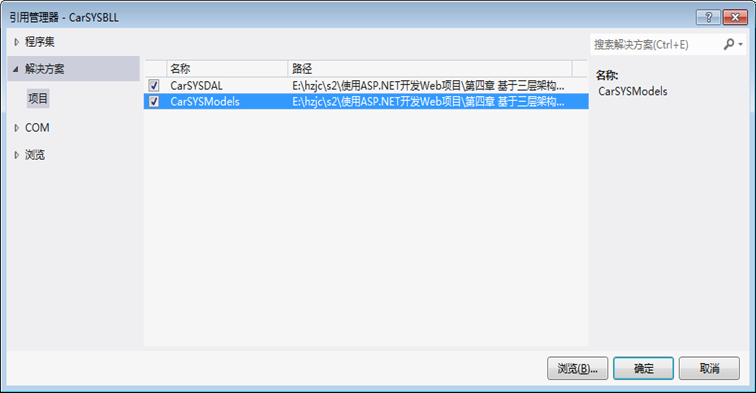 引用管理器 - CarSYSBLL
程序集
解决方案
项目
COM
浏览
名称 路径
CarSYSDAL E:\hzjc\s2\使用ASP.NET开发Web项目\第四章 基于三层架构...
CarSYSModels E:\hzjc\s2\使用ASP.NET开发Web项目\第四章 基于三层架构...
搜索解决方案(Ctrl+E)
名称:
CarSYSModels
浏览(B)... 确定 取消